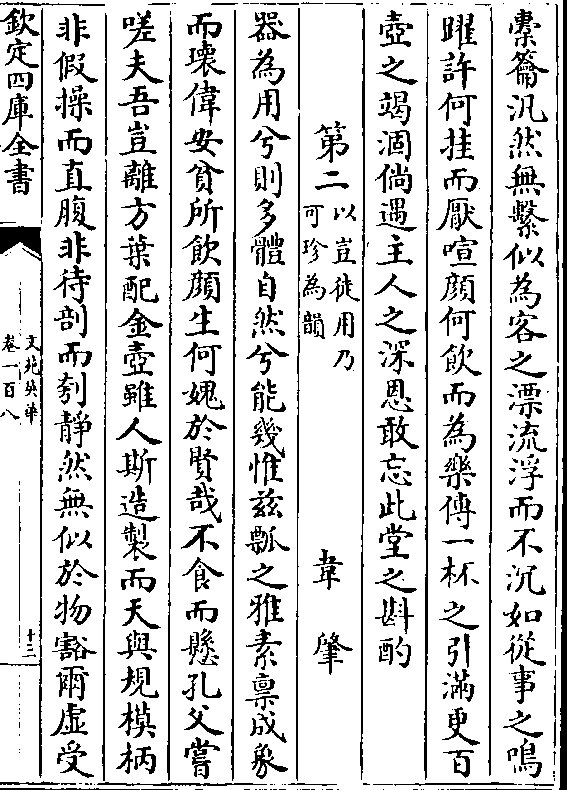 橐籥汎然無繫似為客之漂流浮而不沉如從事之鳴
躍許何挂而厭喧顔何飲而為樂傳一杯之引滿更百
壺之竭涸倘遇主人之深恩敢忘此堂之斟酌
第二以豈徒用乃可珍為韻 韋肇
器為用兮則多體自然兮能幾惟兹瓢之雅素禀成象
而瓌偉安貧所飲顔生何媿於賢哉不食而懸孔父嘗
嗟夫吾豈離方葉配金壺雖人斯造製而天與規模柄
非假操而直腹非待剖而刳靜然無似於物豁爾虛受
欽定四庫全書
文苑英華
卷一百八
十三